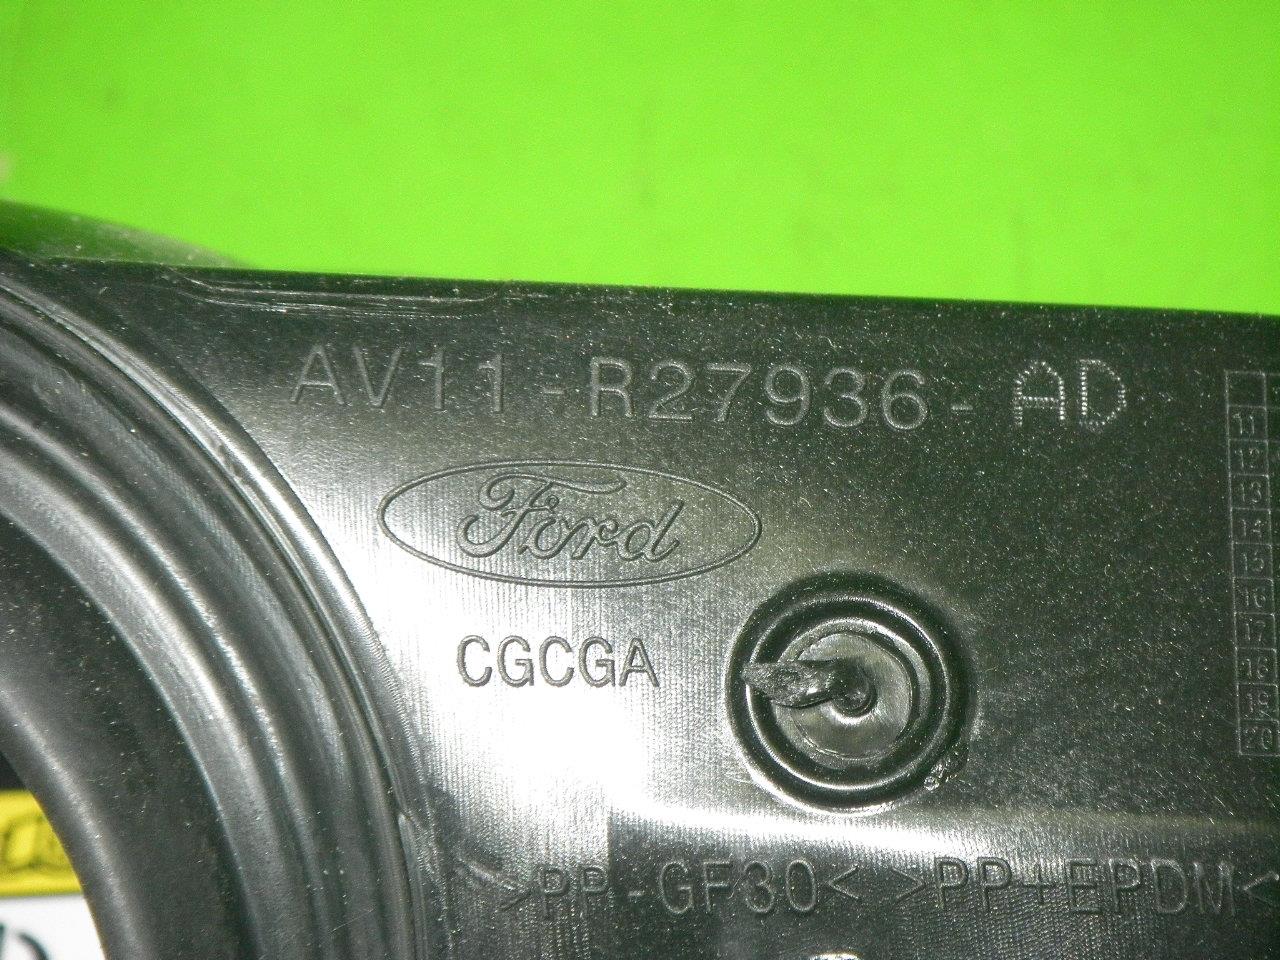 AV11-R27936-AD
Ford
CGCGA
>PP-GF30< >PP+EPDM<
11
12
13
14
15
16
17
18
19
20